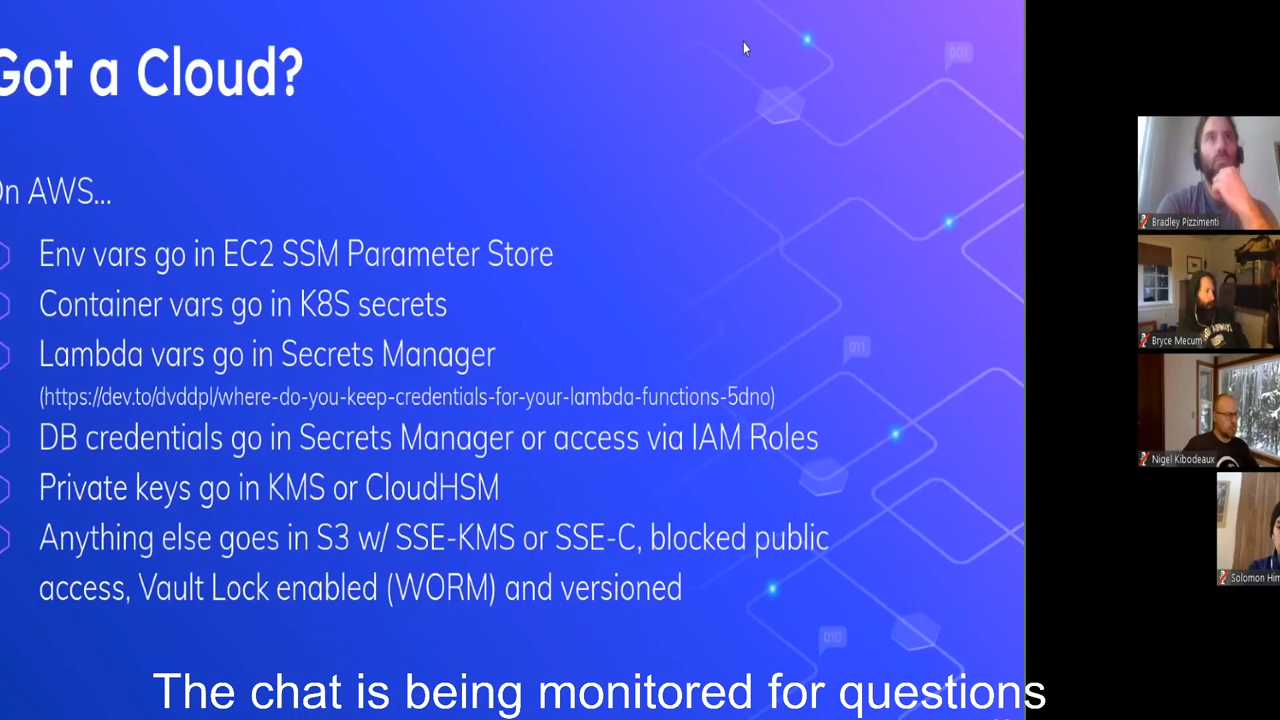 Got a Cloud?
On AWS...
Env vars go in EC2 SSM Parameter Store
Container vars go in K8S secrets
Lambda vars go in Secrets Manager
(https://dev.to/dvddpl/where-do-you-keep-credentials-for-your-lambda-functions-5dno)
DB credentials go in Secrets Manager or access via IAM Roles
Private keys go in KMS or CloudHSM
Anything else goes in S3 w/ SSE-KMS or SSE-C, blocked public
access, Vault Lock enabled (WORM) and versioned
The chat is being monitored for questions
001
011
010
Bradley Pizzimenti
Bryce Mecum
Nigel Kibodeaux
Solomon